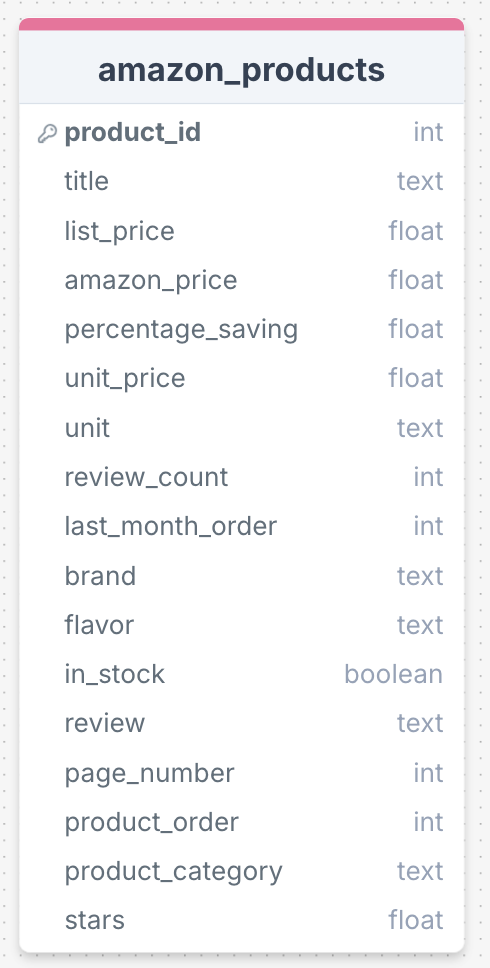 amazon_products
product_id int
title text
list_price float
amazon_price float
percentage_saving float
unit_price float
unit text
review_count int
last_month_order int
brand text
flavor text
in_stock boolean
review text
page_number int
product_order int
product_category text
stars float